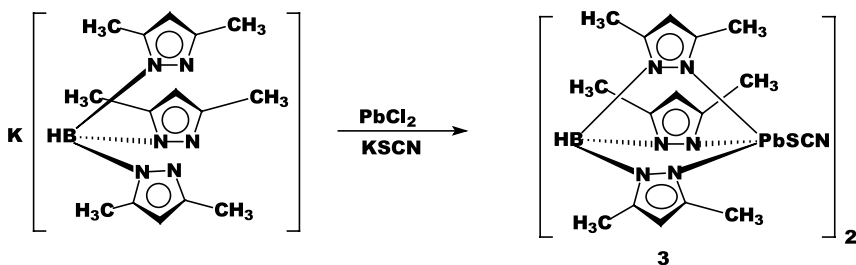 H3C CH3
N N
H3C CH3
K HB N N
N N
H3C CH3
PbCl2
KSCN
H3C CH3
N N
H3C CH3
HB N N PbSCN
N N
H3C CH3
2
3